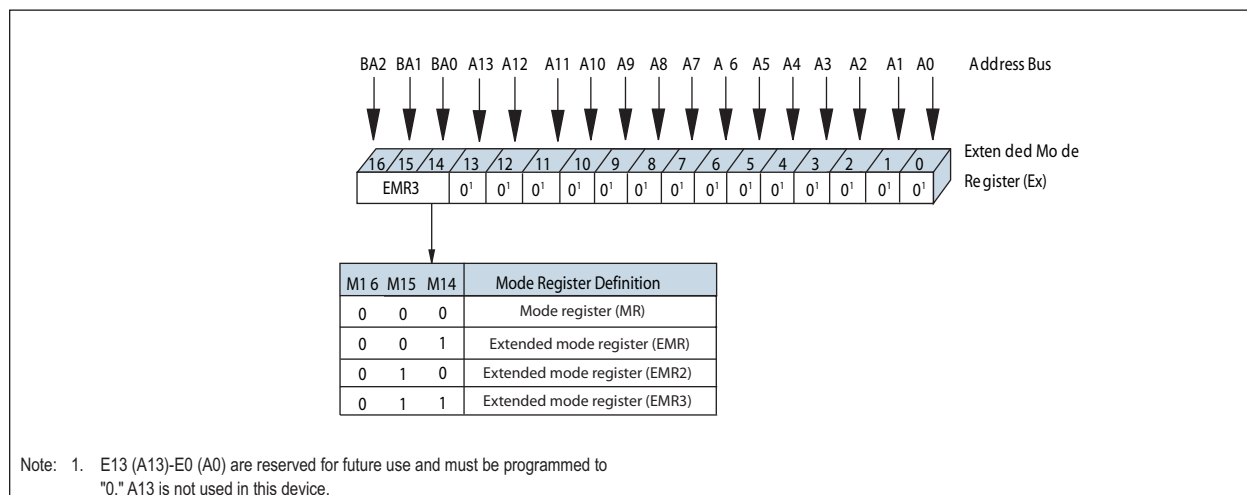 BA2 BA1 BA0 A13 A12 A11 A10 A9 A8 A7 A 6 A5 A4 A3 A2 A1 A0 Address Bus
16 15 14 13 12 11 10 9 8 7 6 5 4 3 2 1 0 Exten ded Mo de
EMR3 0¹ 0¹ 0¹ 0¹ 0¹ 0¹ 0¹ 0¹ 0¹ 0¹ 0¹ 0¹ 0¹ 0¹ Re gister (Ex)
M1 6 M15 M14 Mode Register Definition
0 0 0 Mode register (MR)
0 0 1 Extended mode register (EMR)
0 1 0 Extended mode register (EMR2)
0 1 1 Extended mode register (EMR3)
Note: 1. E13 (A13)-E0 (A0) are reserved for future use and must be programmed to
"0." A13 is not used in this device.